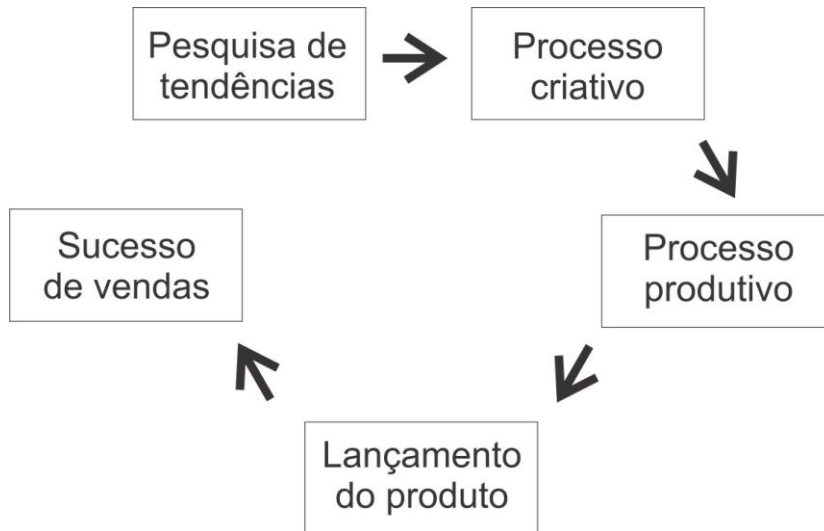 Pesquisa de
tendências
Processo
criativo
Processo
produtivo
Lançamento
do produto
Sucesso
de vendas